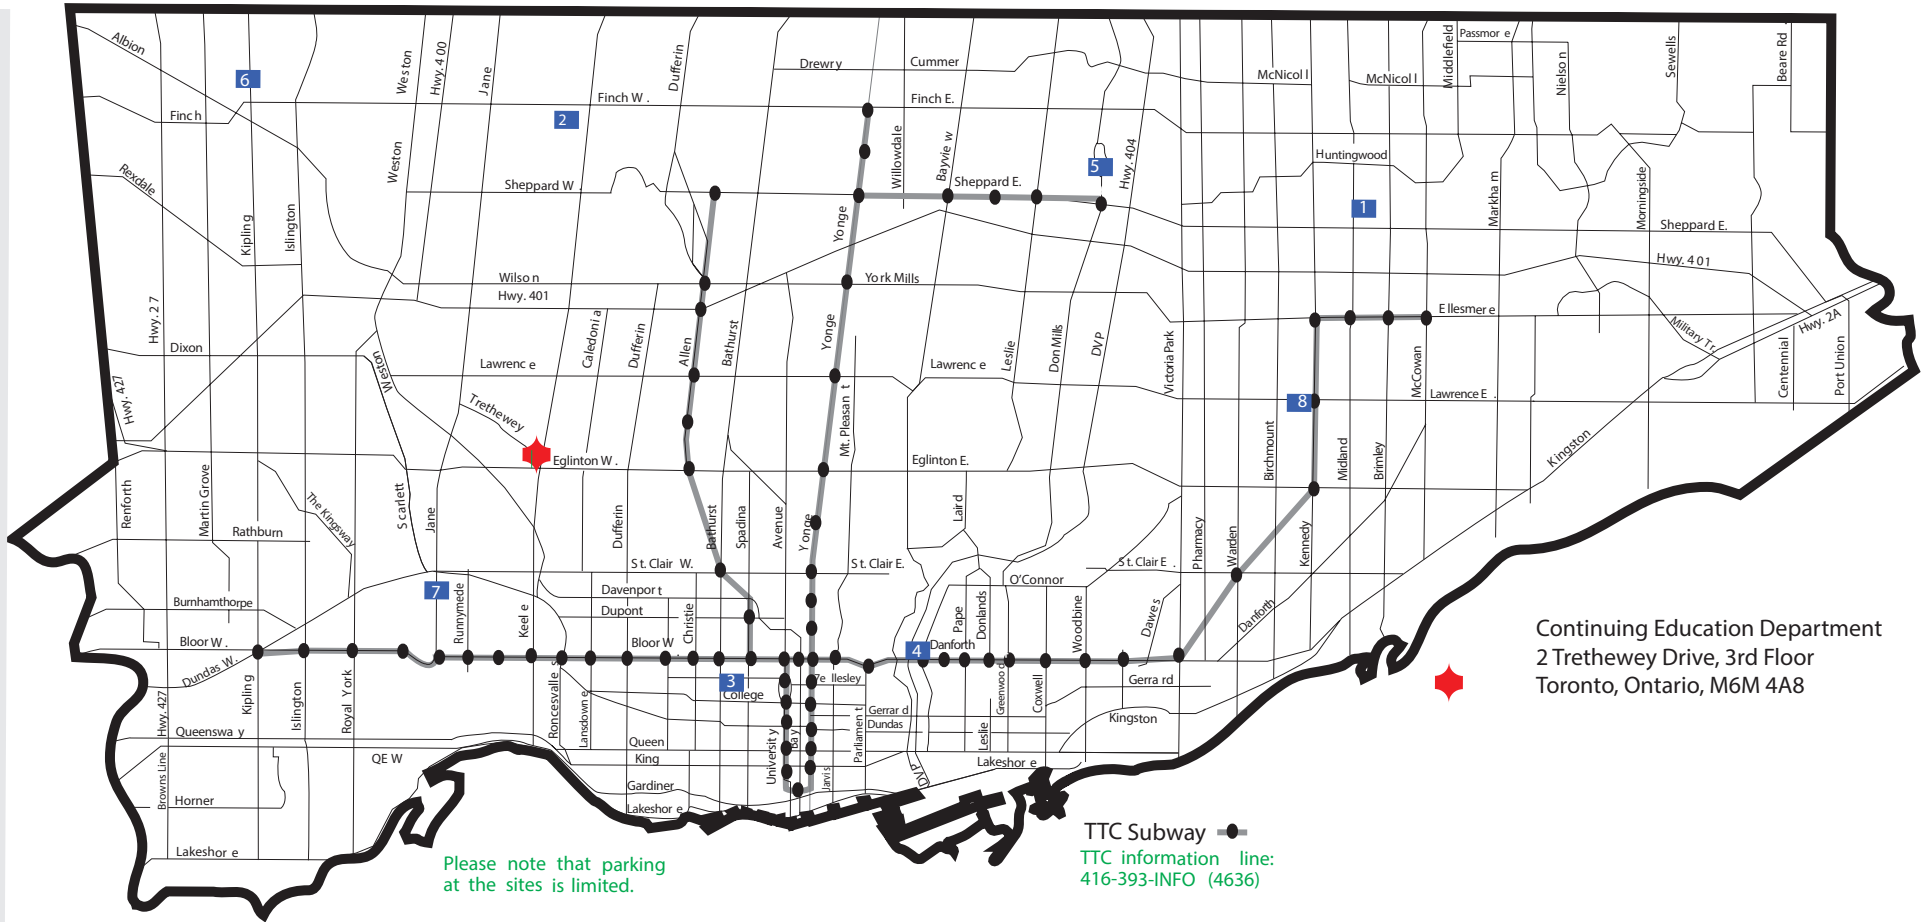 Albion
6
Weston
Hwy. 400
Jane
Dufferin
Drewry
Cummer
McNicoll
McNicoll
Middlefield
Passmore
Nelson
Sewells
Beare Rd
Finch
2
Finch W.
Finch E.
Willowdale
Bayview
5
Hwy. 404
Huntingwood
Rexdale
Weston
Sheppard W.
Sheppard E.
1
Markham
Morningside
Sheppard E.
Kipling
Islington
Yonge
Wilson
Hwy. 401
York Mills
Hwy. 401
Ellesmere
Military Tr.
Hwy. 2A
Hwy. 27
Dixon
Weston
Caledonia
Dufferin
Allen
Bathurst
Yonge
Lawrence
Lawrence
Leslie
Don Mills
DVP
Victoria Park
McCowan
Lawrence E.
Centennial
Port Union
Hwy. 427
Trethewey
Mt. Pleasant
8
Birchmount
Midland
Brimley
Kingston
Eglinton W.
Eglinton E.
Renforth
Martin Grove
The Kingsway
Scarlett
Jane
Dufferin
Bathurst
Spadina
Avenue
Yonge
Laird
Pharmacy
Warden
Kennedy
Rathburn
St. Clair W.
St. Clair E.
St. Clair E.
7
Runnymede
Keele
Davenport
Dupont
Christie
O'Connor
Pape
Donlands
Woodbine
Dawes
Danforth
Burnhamthorpe
Bloor W.
Bloor W.
4
Danforth
Dundas W.
Kipling
Islington
Royal York
Hwy. 427
Roncesvalles
Lansdowne
3
College
Wellesley
Greenwood
Coxwell
Gerrard
Gerrard
Dundas
Leslie
Kingston
Queensway
Queen
University
Bay
Parliament
King
QEW
Browns Line
Gardiner
Jarvis
DVP
Lakeshore
Horner
Lakeshore
Lakeshore
Please note that parking
at the sites is limited.
TTC Subway
TTC information line:
416-393-INFO (4636)
Continuing Education Department
2 Trethewey Drive, 3rd Floor
Toronto, Ontario, M6M 4A8